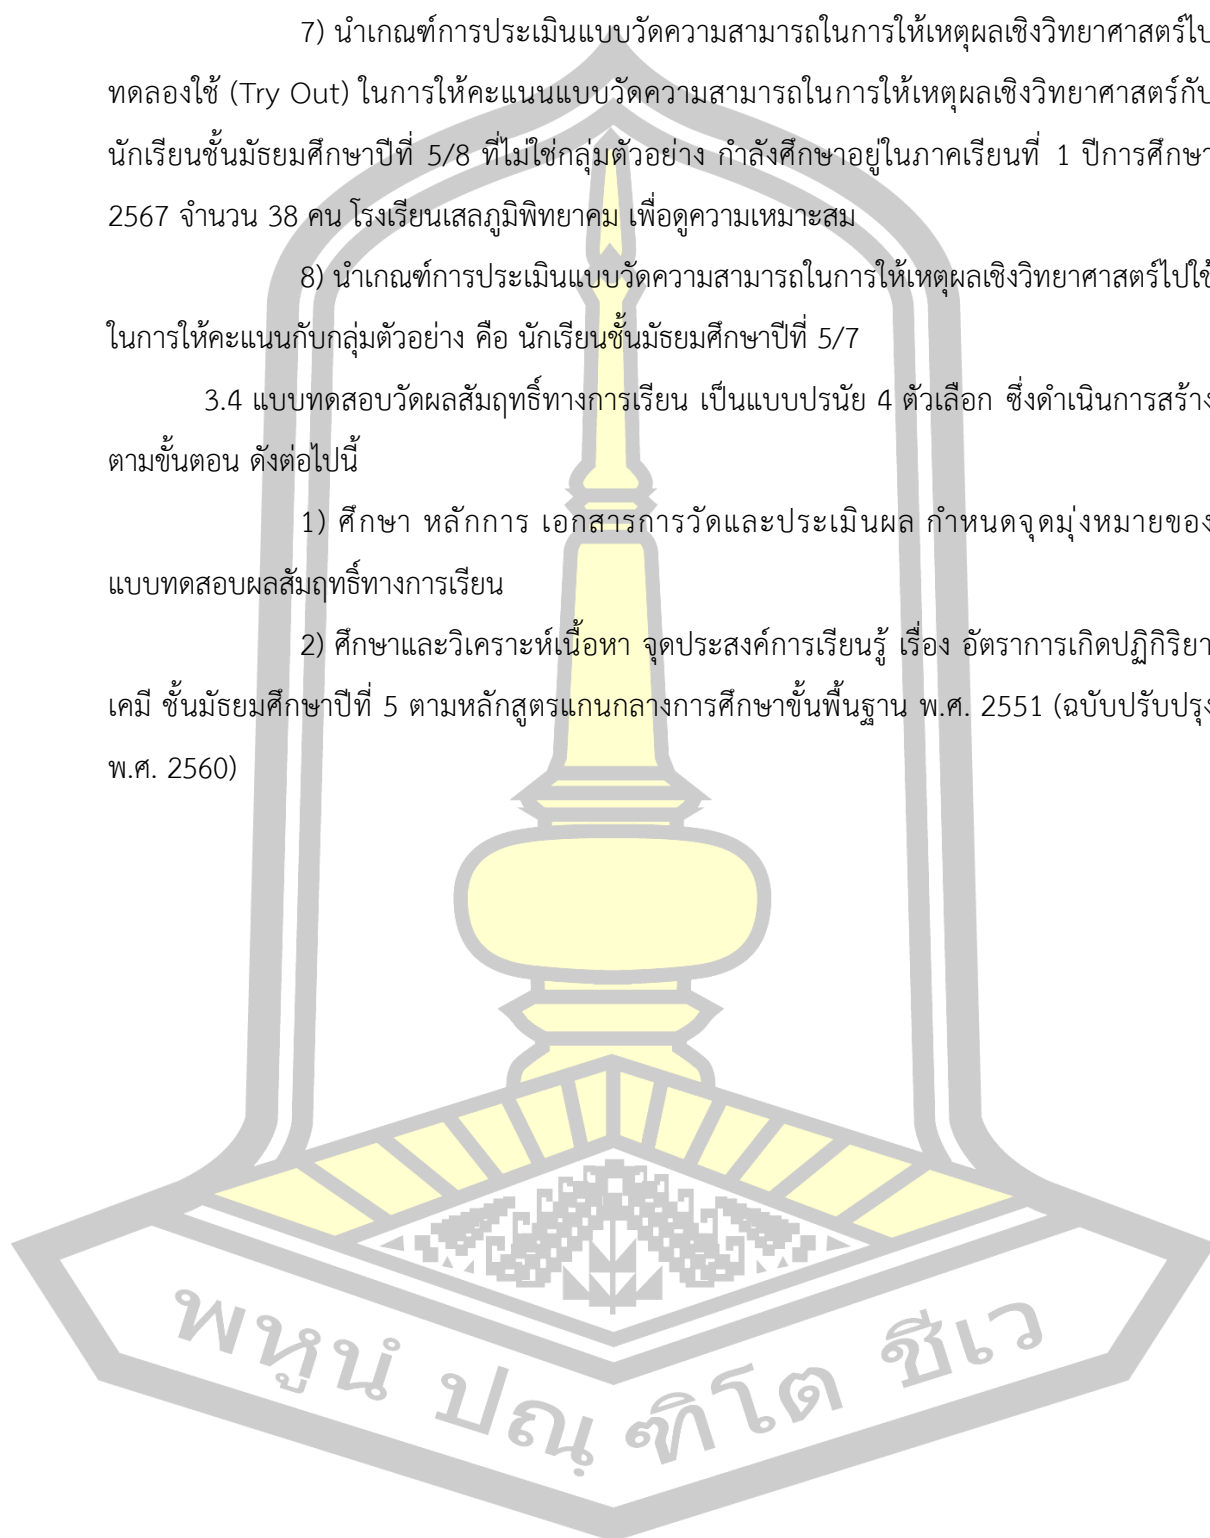 7) นำเกณฑ์การประเมินแบบวัดความสามารถในการให้เหตุผลเชิงวิทยาศาสตร์ไป
ทดลองใช้ (Try Out) ในการให้คะแนนแบบวัดความสามารถในการให้เหตุผลเชิงวิทยาศาสตร์กับ
นักเรียนชั้นมัธยมศึกษาปีที่ 5/8 ที่ไม่ใช่กลุ่มตัวอย่าง กำลังศึกษาอยู่ในภาคเรียนที่ 1 ปีการศึกษา
2567 จำนวน 38 คน โรงเรียนเสลภูมิพิทยาคม เพื่อดูความเหมาะสม
8) นำเกณฑ์การประเมินแบบวัดความสามารถในการให้เหตุผลเชิงวิทยาศาสตร์ไปใช้
ในการให้คะแนนกับกลุ่มตัวอย่าง คือ นักเรียนชั้นมัธยมศึกษาปีที่ 5/7
3.4 แบบทดสอบวัดผลสัมฤทธิ์ทางการเรียน เป็นแบบปรนัย 4 ตัวเลือก ซึ่งดำเนินการสร้าง
ตามขั้นตอน ดังต่อไปนี้
1) ศึกษา หลักการ เอกสารการวัดและประเมินผล กำหนดจุดมุ่งหมายของ
แบบทดสอบผลสัมฤทธิ์ทางการเรียน
2) ศึกษาและวิเคราะห์เนื้อหา จุดประสงค์การเรียนรู้ เรื่อง อัตราการเกิดปฏิกิริยา
เคมี ชั้นมัธยมศึกษาปีที่ 5 ตามหลักสูตรแกนกลางการศึกษาขั้นพื้นฐาน พ.ศ. 2551 (ฉบับปรับปรุง
พ.ศ. 2560)
พหูนํ ปณฺฑิโต ชีเว